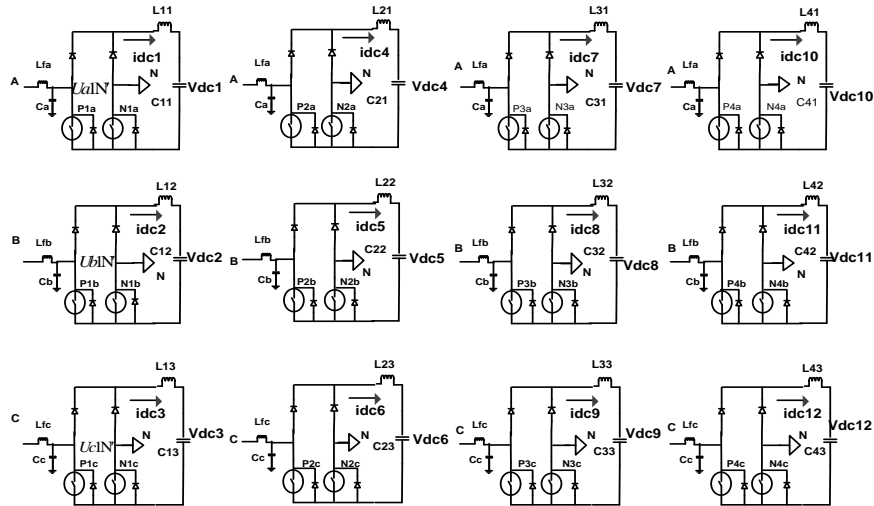 L11
Lfa
idc1
A
N
Ua1N'
Vdc1
Ca
C11
P1a
N1a
L21
Lfa
idc4
A
N
Vdc4
Ca
C21
P2a
N2a
L31
Lfa
idc7
A
N
Vdc7
Ca
C31
P3a
N3a
L41
Lfa
idc10
A
N
Vdc10
Ca
C41
P4a
N4a
L12
idc2
B
Lfb
C12
Ub1N'
Vdc2
N
Cb
P1b
N1b
L22
idc5
Lfb
C22
B
Vdc5
N
Cb
P2b
N2b
L32
idc8
B
Lfb
C32
Vdc8
N
Cb
P3b
N3b
L42
idc11
B
Lfb
C42
Vdc11
N
Cb
P4b
N4b
L13
idc3
C
Lfc
N
Vdc3
Uc1N'
C13
Cc
P1c
N1c
L23
idc6
Lfc
N
C
Vdc6
C23
Cc
P2c
N2c
L33
idc9
Lfc
N
C
Vdc9
C33
Cc
P3c
N3c
L43
idc12
Lfc
N
C
Vdc12
C43
Cc
P4c
N4c